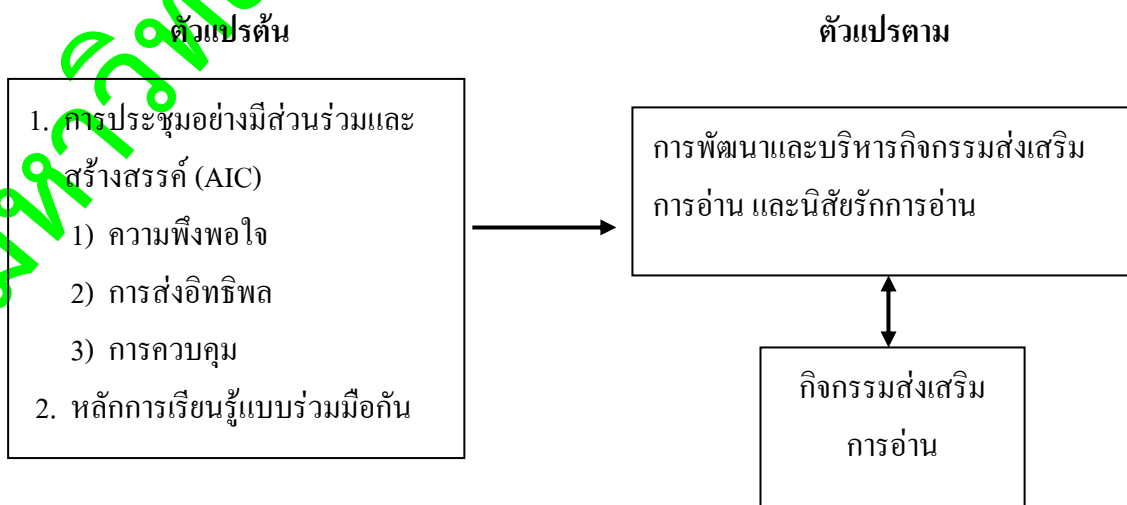 ตัวแปรต้น
1. การประชุมอย่างมีส่วนร่วมและ
สร้างสรรค์ (AIC)
1) ความพึงพอใจ
2) การส่งอิทธิพล
3) การควบคุม
2. หลักการเรียนรู้แบบร่วมมือกัน
ตัวแปรตาม
การพัฒนาและบริหารกิจกรรมส่งเสริม
การอ่าน และนิสัยรักการอ่าน
กิจกรรมส่งเสริม
การอ่าน